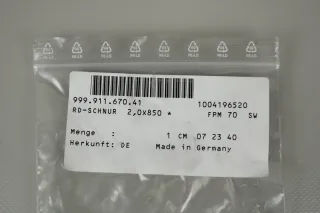 999.911.670.41 1004196520
RD-SCHNUR 2,0x850 * FPM 70 SW
Menge : 1 CM 07 23 40
Herkunft: DE Made in Germany